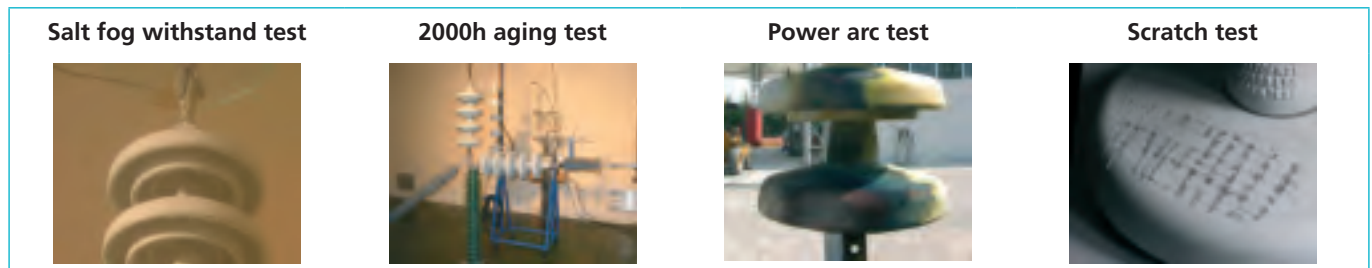 Salt fog withstand test
2000h aging test
Power arc test
Scratch test